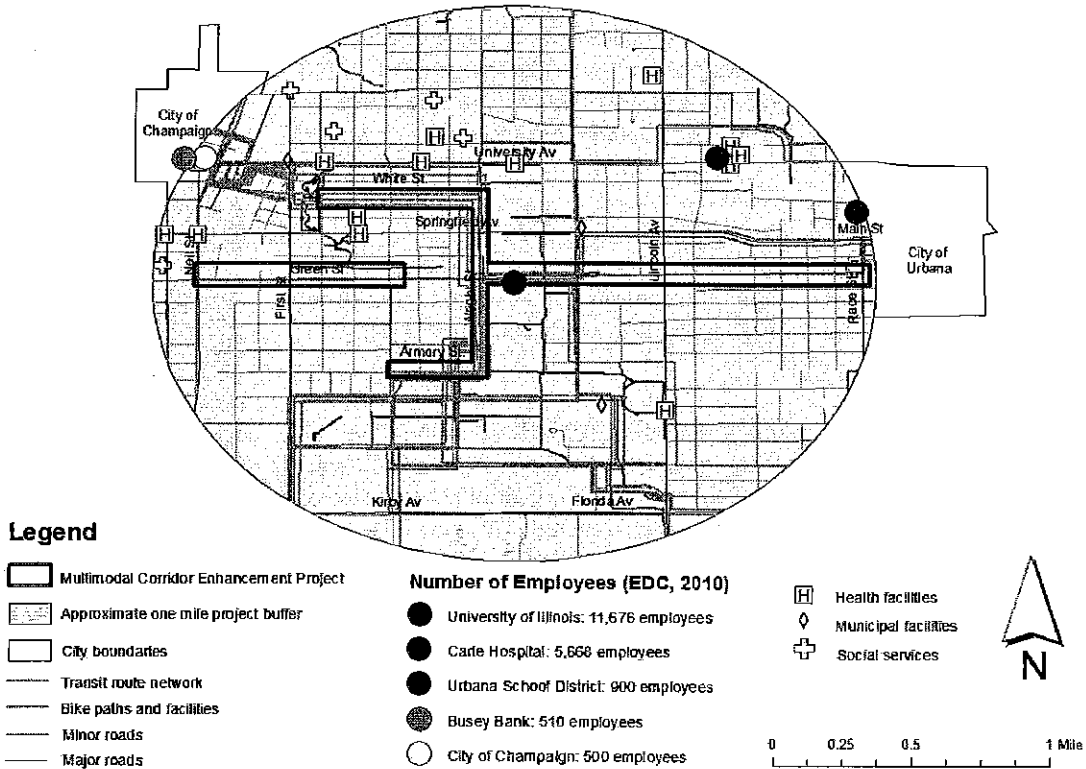 City of
Champaign
University Av
White St
Springfield Av
Main St
City of
Urbana
Neil St
Green St
First St
Lincoln Av
Race St
Armory St
Kirby Av
Florida Av
Legend
Multimodal Corridor Enhancement Project
Approximate one mile project buffer
City boundaries
Transit route network
Bike paths and facilities
Minor roads
Major roads
Number of Employees (EDC, 2010)
University of Illinois: 11,676 employees
Carle Hospital: 5,668 employees
Urbana School District: 900 employees
Busey Bank: 510 employees
City of Champaign: 500 employees
H Health facilities
Municipal facilities
Social services
N
0 0.25 0.5 1 Mile